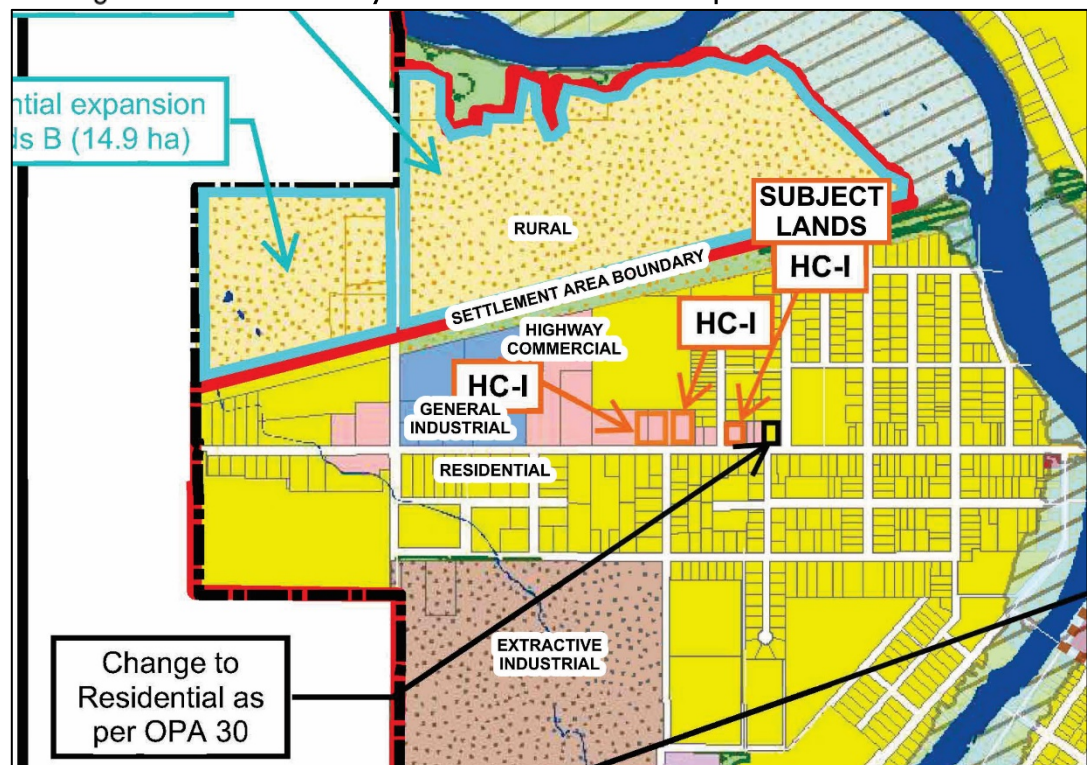 ntial expansion
ds B (14.9 ha)
RURAL
SUBJECT
LANDS
HC-I
SETTLEMENT AREA BOUNDARY
HC-I
HIGHWAY
COMMERCIAL
HC-I
GENERAL
INDUSTRIAL
RESIDENTIAL
EXTRACTIVE
INDUSTRIAL
Change to
Residential as
per OPA 30